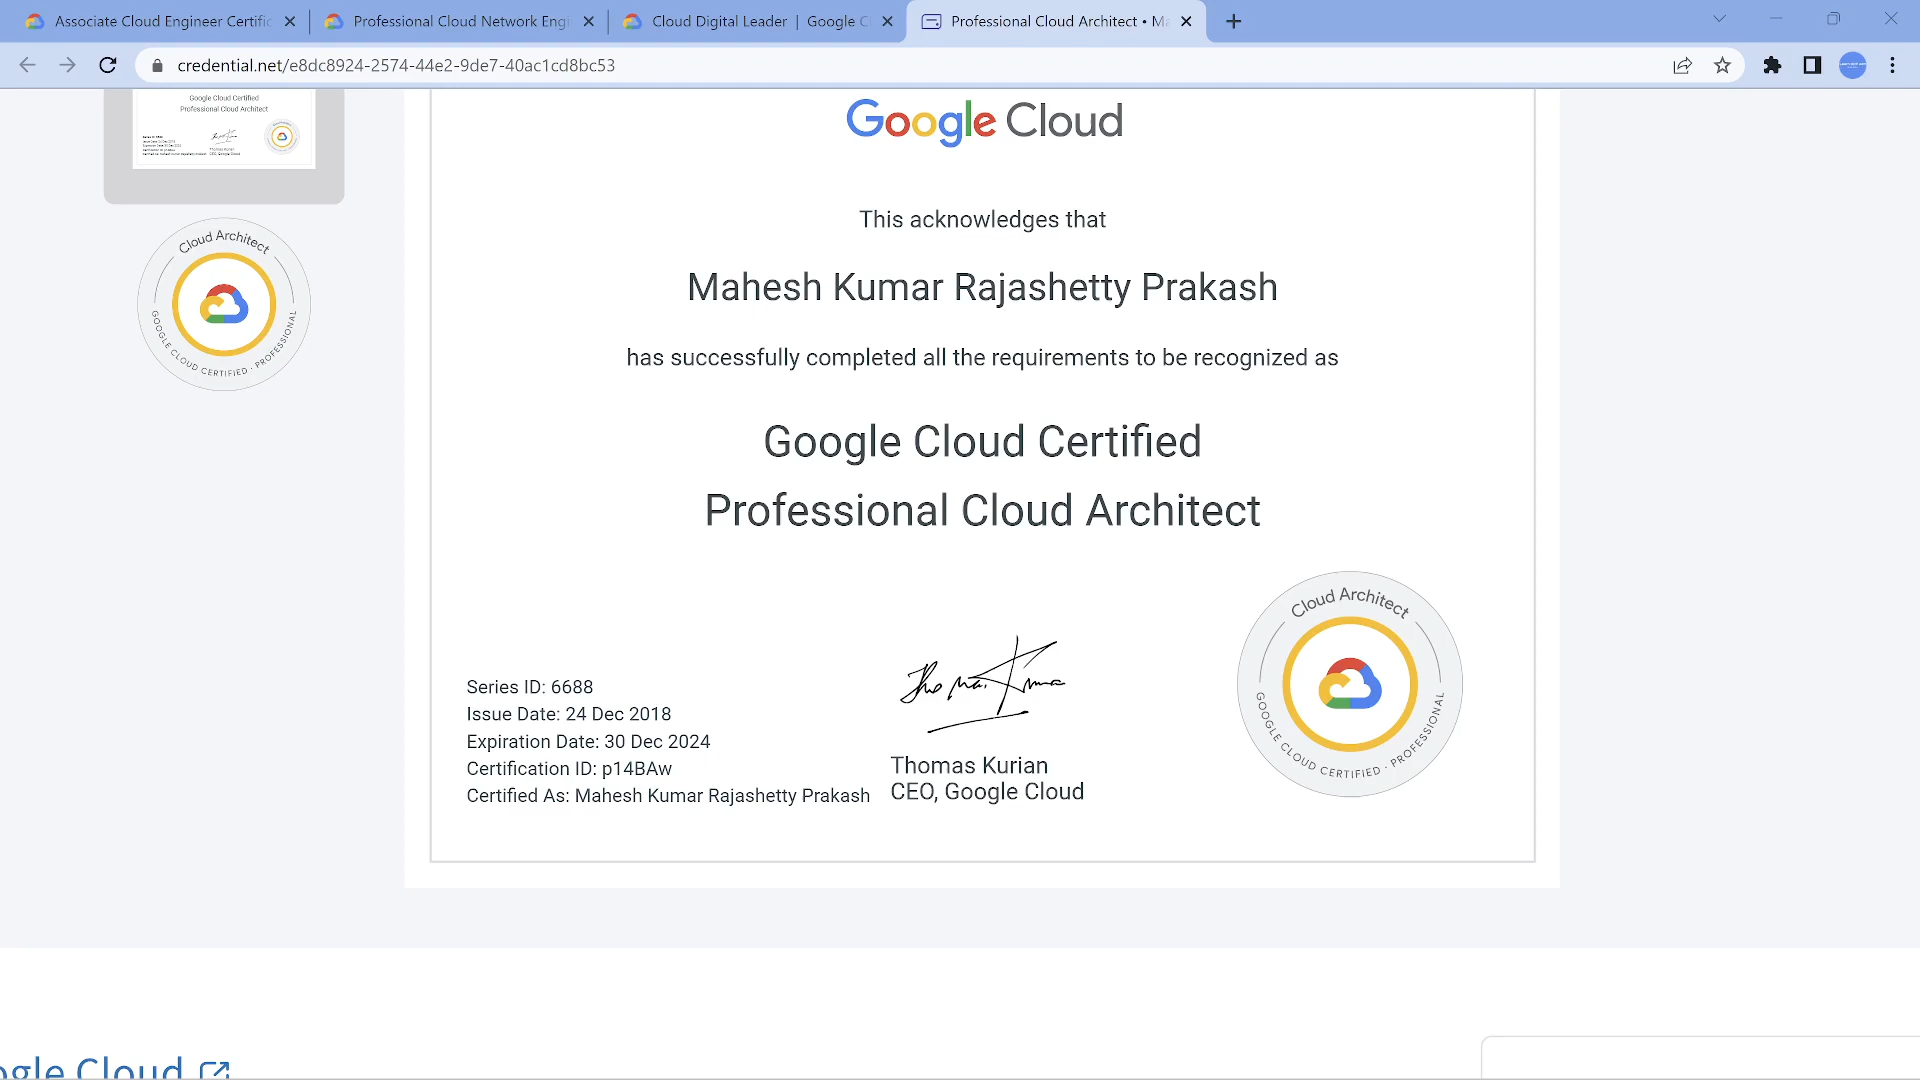 Associate Cloud Engineer Certific
Professional Cloud Network Engi
Cloud Digital Leader | Google C
Professional Cloud Architect • Ma
credential.net/e8dc8924-2574-44e2-9de7-40ac1cd8bc53
Google Cloud Certified
Professional Cloud Architect
Cloud Architect
GOOGLE CLOUD CERTIFIED · PROFESSIONAL
Google Cloud
This acknowledges that
Mahesh Kumar Rajashetty Prakash
has successfully completed all the requirements to be recognized as
Google Cloud Certified
Professional Cloud Architect
Series ID: 6688
Issue Date: 24 Dec 2018
Expiration Date: 30 Dec 2024
Certification ID: p14BAw
Certified As: Mahesh Kumar Rajashetty Prakash
Thomas Kurian
CEO, Google Cloud
Cloud Architect
GOOGLE CLOUD CERTIFIED · PROFESSIONAL
ogle Cloud